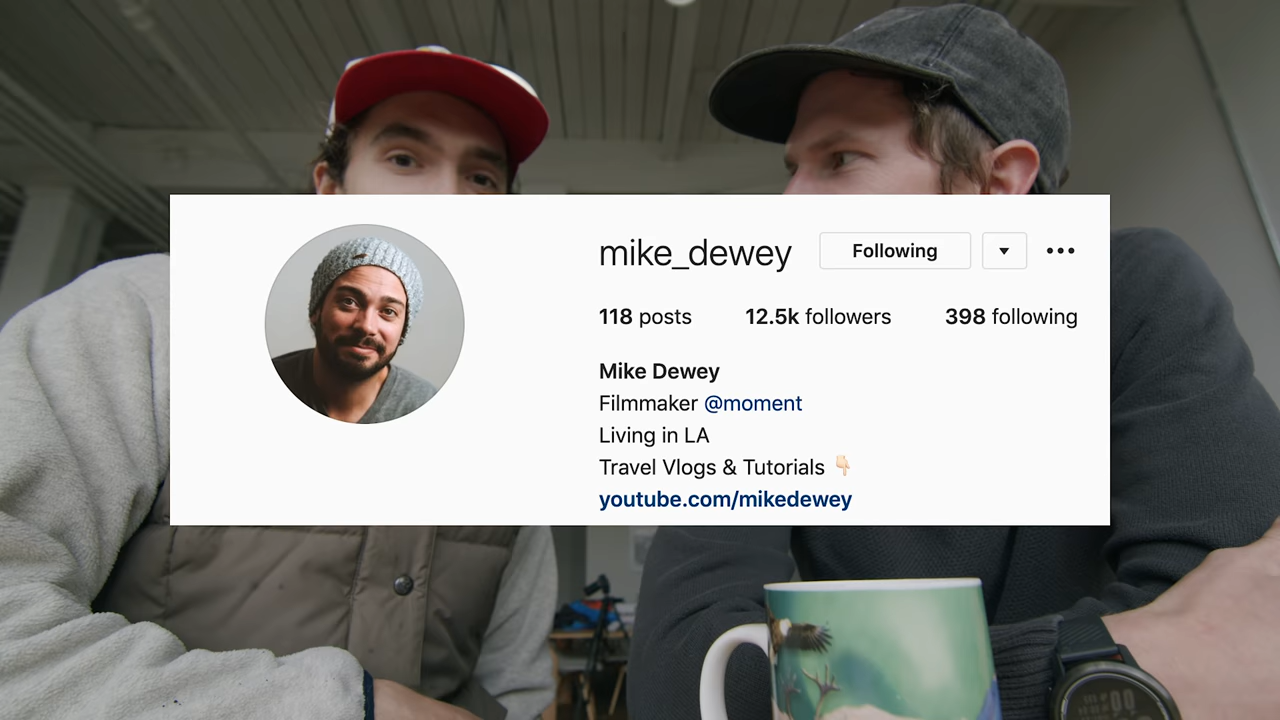 mike_dewey Following
118 posts 12.5k followers 398 following
Mike Dewey
Filmmaker @moment
Living in LA
Travel Vlogs & Tutorials 👇🏻
youtube.com/mikedewey